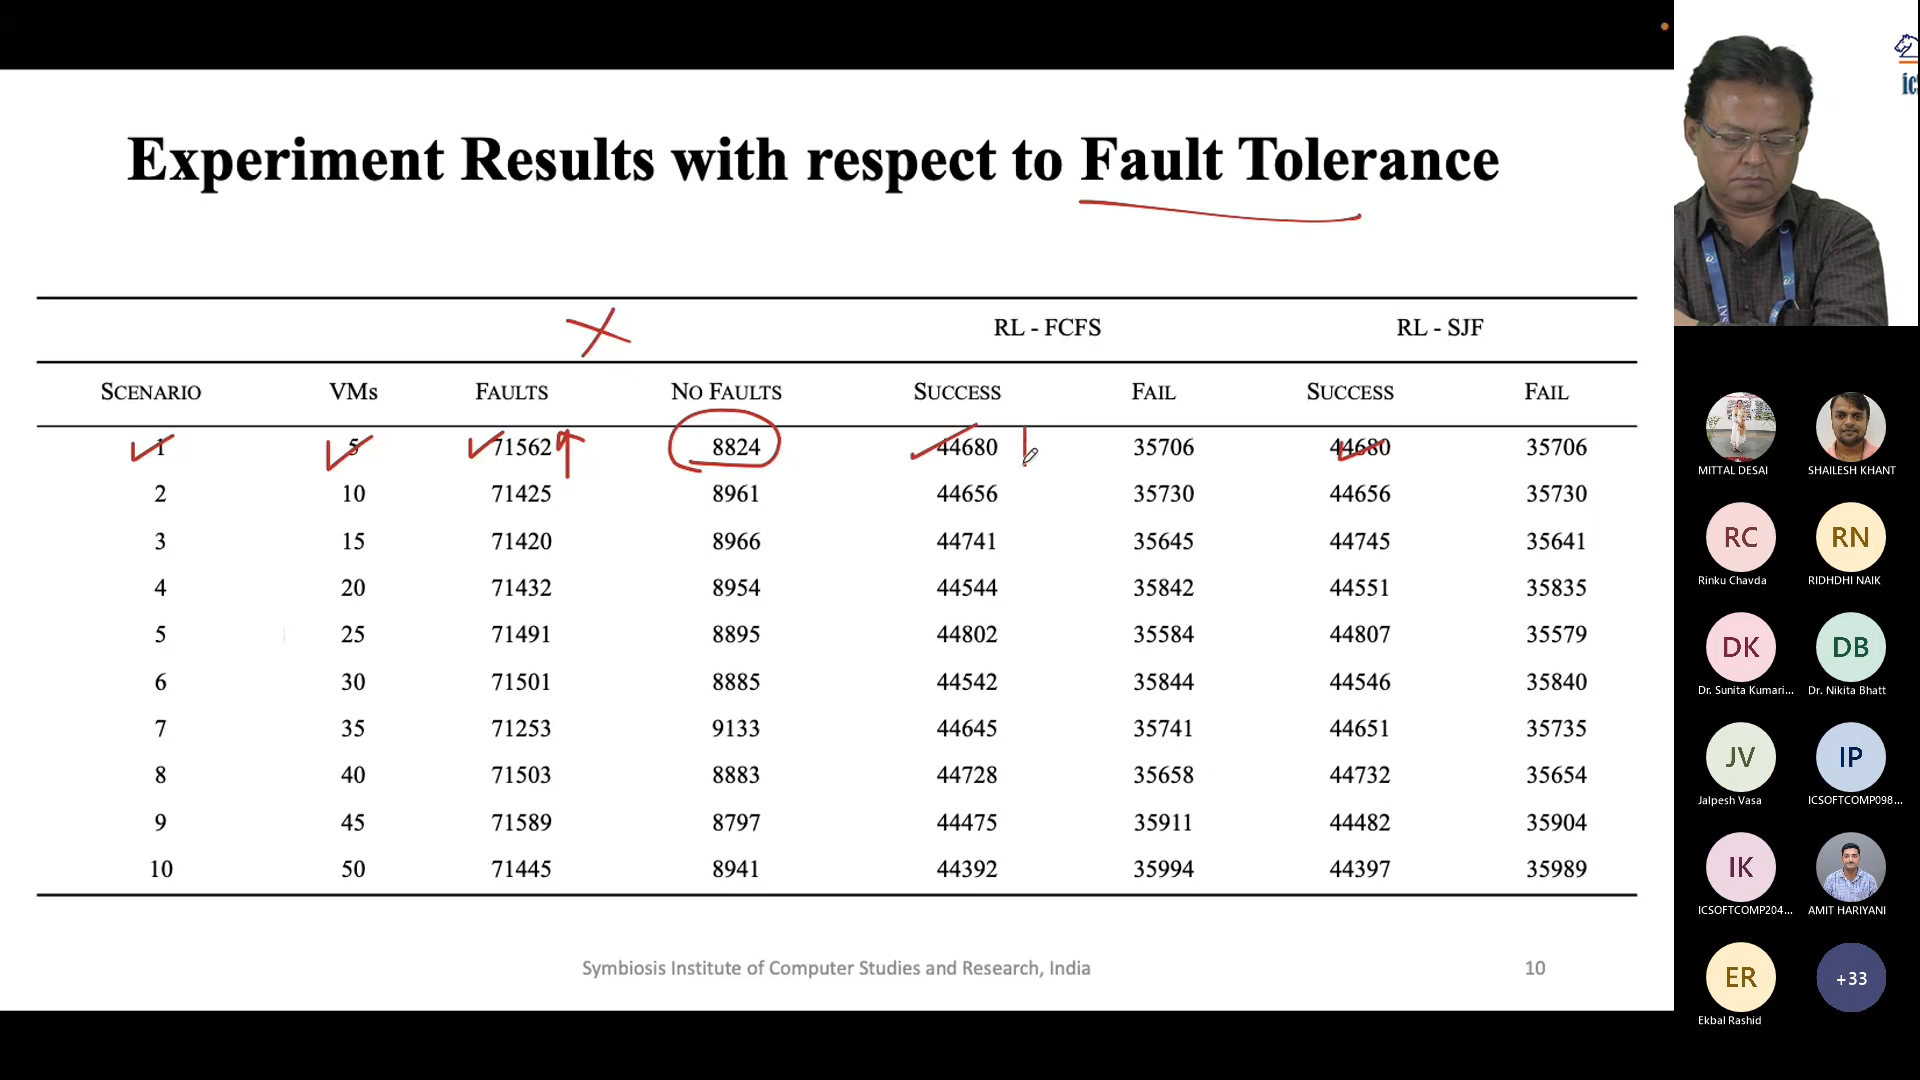 Experiment Results with respect to Fault Tolerance
RL - FCFS RL - SJF
SCENARIO VMs FAULTS NO FAULTS SUCCESS FAIL SUCCESS FAIL
1 5 71562 8824 44680 35706 44680 35706
2 10 71425 8961 44656 35730 44656 35730
3 15 71420 8966 44741 35645 44745 35641
4 20 71432 8954 44544 35842 44551 35835
5 25 71491 8895 44802 35584 44807 35579
6 30 71501 8885 44542 35844 44546 35840
7 35 71253 9133 44645 35741 44651 35735
8 40 71503 8883 44728 35658 44732 35654
9 45 71589 8797 44475 35911 44482 35904
10 50 71445 8941 44392 35994 44397 35989
Symbiosis Institute of Computer Studies and Research, India 10
ic
MITTAL DESAI SHAILESH KHANT
RC RN
Rinku Chavda RIDHDHI NAIK
DK DB
Dr. Sunita Kumari... Dr. Nikita Bhatt
JV IP
Jalpesh Vasa ICSOFTCOMP098...
IK
ICSOFTCOMP204... AMIT HARIYANI
ER +33
Ekbal Rashid